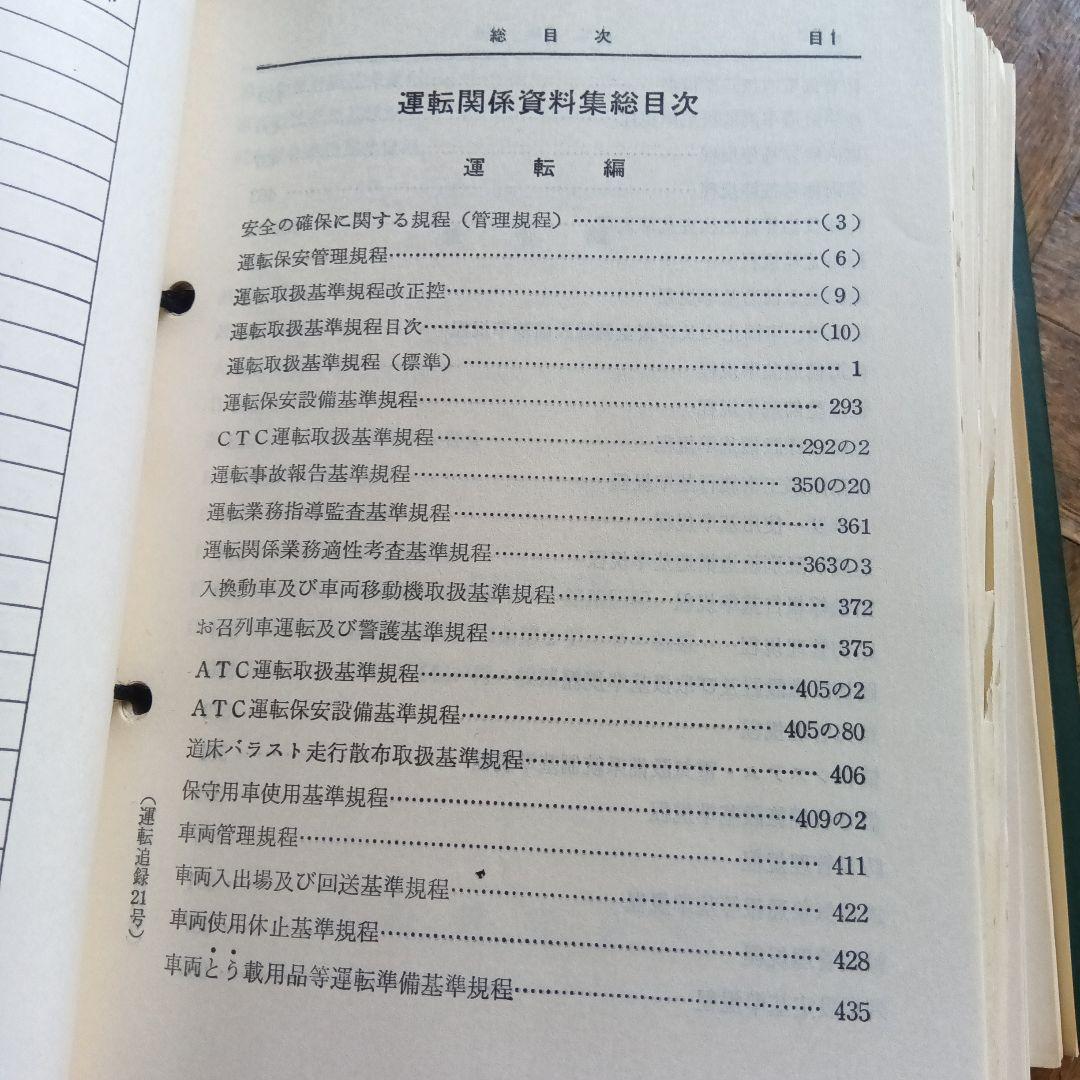 総目次 目1
運転関係資料集総目次
運転編
安全の確保に関する規程（管理規程）……（3）
運転保安管理規程……（6）
運転取扱基準規程改正控……（9）
運転取扱基準規程目次……（10）
運転取扱基準規程（標準）……1
運転保安設備基準規程……293
CTC運転取扱基準規程……292の2
運転事故報告基準規程……350の20
運転業務指導監査基準規程……361
運転関係業務適性考査基準規程……363の3
入換動車及び車両移動機取扱基準規程……372
お召列車運転及び警護基準規程……375
ATC運転取扱基準規程……405の2
ATC運転保安設備基準規程……405の80
道床バラスト走行散布取扱基準規程……406
保守用車使用基準規程……409の2
車両管理規程……411
車両入出場及び回送基準規程……422
車両使用休止基準規程……428
車両とう載用品等運転準備基準規程……435
（運転追録21号）